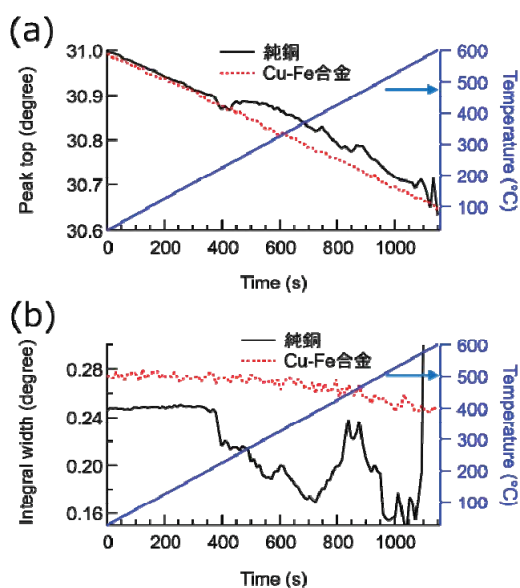 (a)
純銅
Cu-Fe合金
Peak top (degree)
31.0
30.9
30.8
30.7
30.6
0
200
400
600
800
1000
Time (s)
600
500
400
300
200
100
Temperature (°C)
(b)
純銅
Cu-Fe合金
Integral width (degree)
0.28
0.24
0.20
0.16
0
200
400
600
800
1000
Time (s)
600
500
400
300
200
100
Temperature (°C)